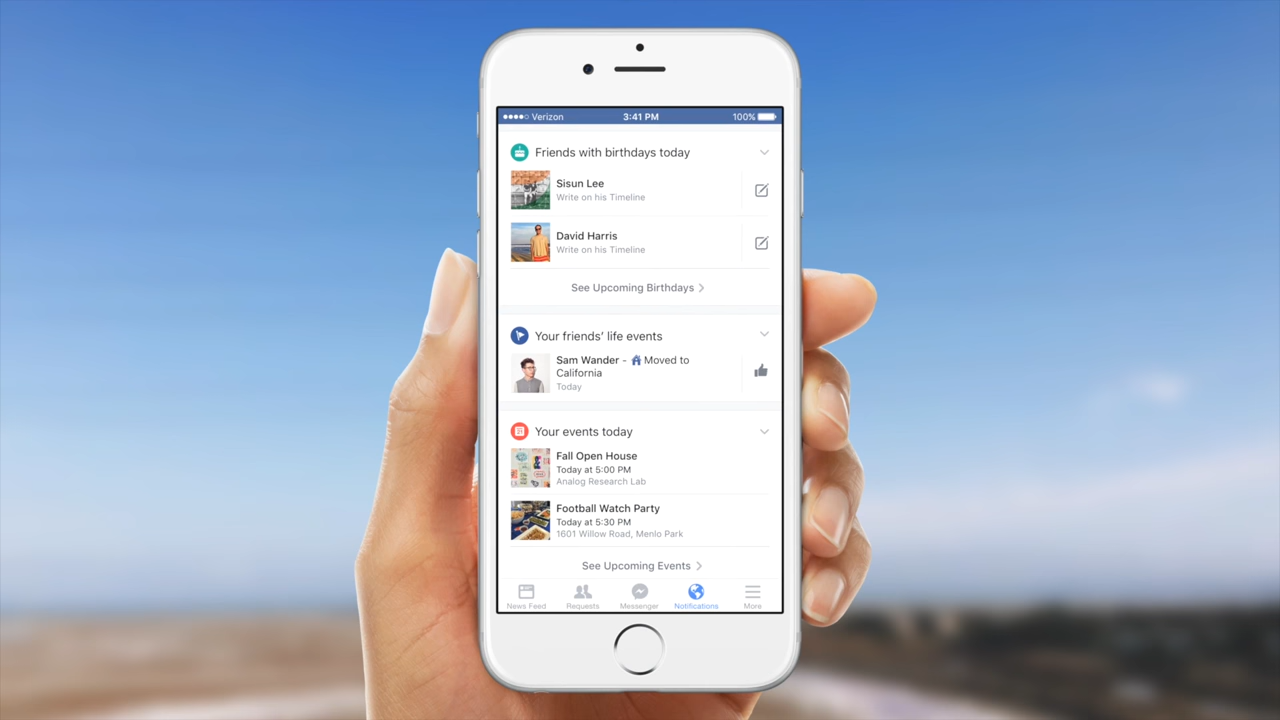 Verizon 3:41 PM 100%
Friends with birthdays today
Sisun Lee
Write on his Timeline
David Harris
Write on his Timeline
See Upcoming Birthdays
Your friends’ life events
Sam Wander - Moved to
California
Today
Your events today
Fall Open House
Today at 5:00 PM
Analog Research Lab
Football Watch Party
Today at 5:30 PM
1601 Willow Road, Menlo Park
See Upcoming Events
News Feed Requests Messenger Notifications More